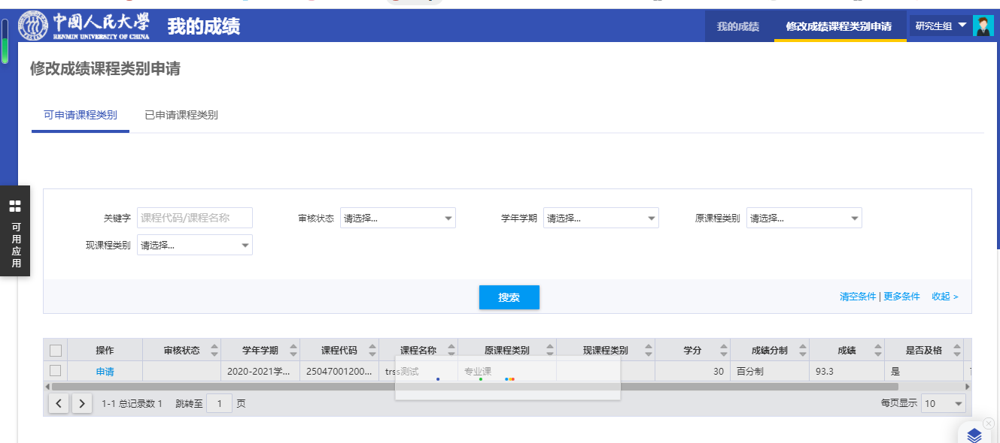 中国人民大学
RENMIN UNIVERSITY OF CHINA
我的成绩
我的成绩 修改成绩课程类别申请 研究生组
修改成绩课程类别申请
可申请课程类别 已申请课程类别
可用应用
关键字 课程代码/课程名称 审核状态 请选择... 学年学期 请选择... 原课程类别 请选择...
现课程类别 请选择...
搜索
清空条件 | 更多条件 收起 >
操作 审核状态 学年学期 课程代码 课程名称 原课程类别 现课程类别 学分 成绩分制 成绩 是否及格
申请 2020-2021学... 25047001200... trss测试 专业课 30 百分制 93.3 是
1-1 总记录数 1 跳转至 1 页 每页显示 10